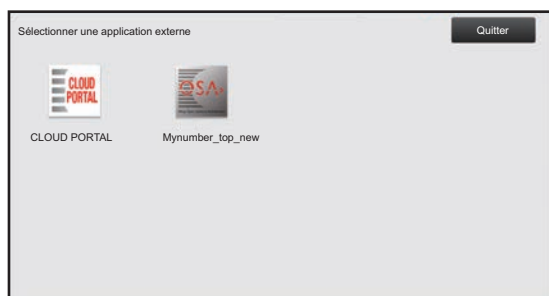 Sélectionner une application externe
Quitter
CLOUD
PORTAL
OSA
CLOUD PORTAL
Mynumber_top_new